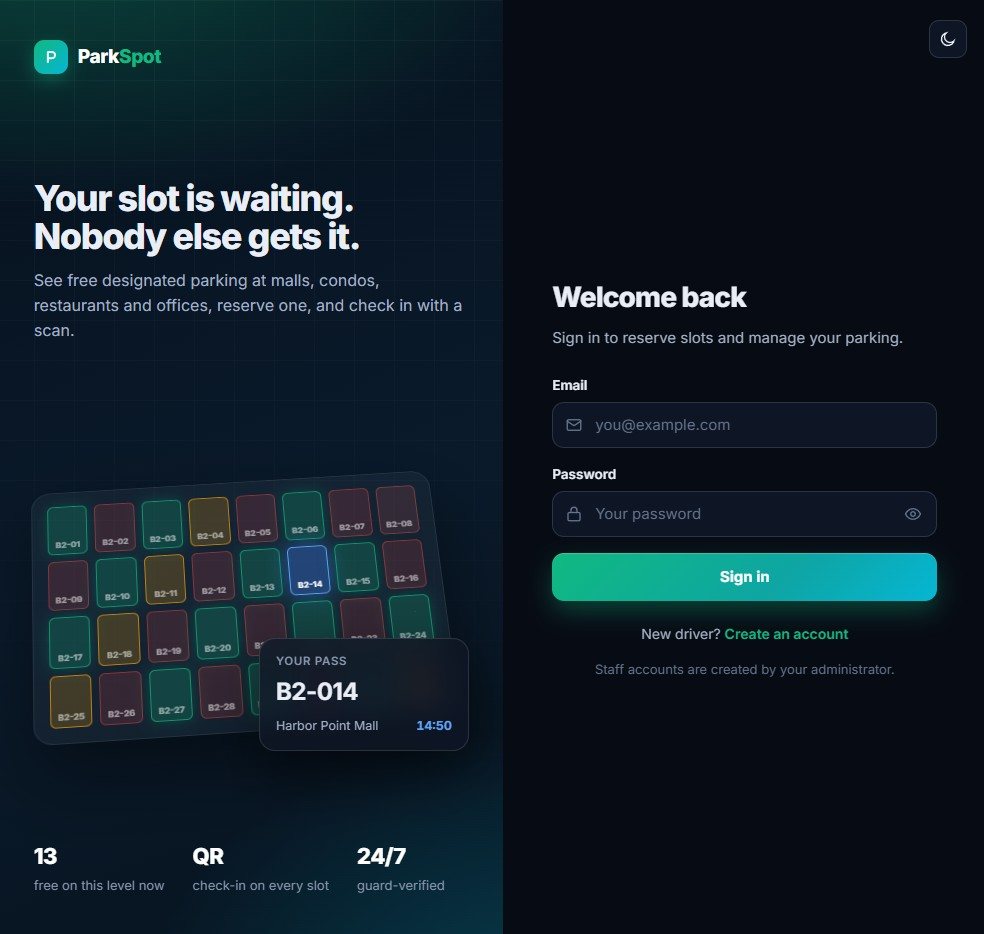 P ParkSpot
Your slot is waiting.
Nobody else gets it.
See free designated parking at malls, condos,
restaurants and offices, reserve one, and check in with a
scan.
B2-01 B2-02 B2-03 B2-04 B2-05 B2-06 B2-07 B2-08
B2-09 B2-10 B2-11 B2-12 B2-13 B2-14 B2-15 B2-16
B2-17 B2-18 B2-19 B2-20 B2-24
B2-25 B2-26 B2-27 B2-28
YOUR PASS
B2-014
Harbor Point Mall 14:50
13 QR 24/7
free on this level now check-in on every slot guard-verified
Welcome back
Sign in to reserve slots and manage your parking.
Email
you@example.com
Password
Your password
Sign in
New driver? Create an account
Staff accounts are created by your administrator.